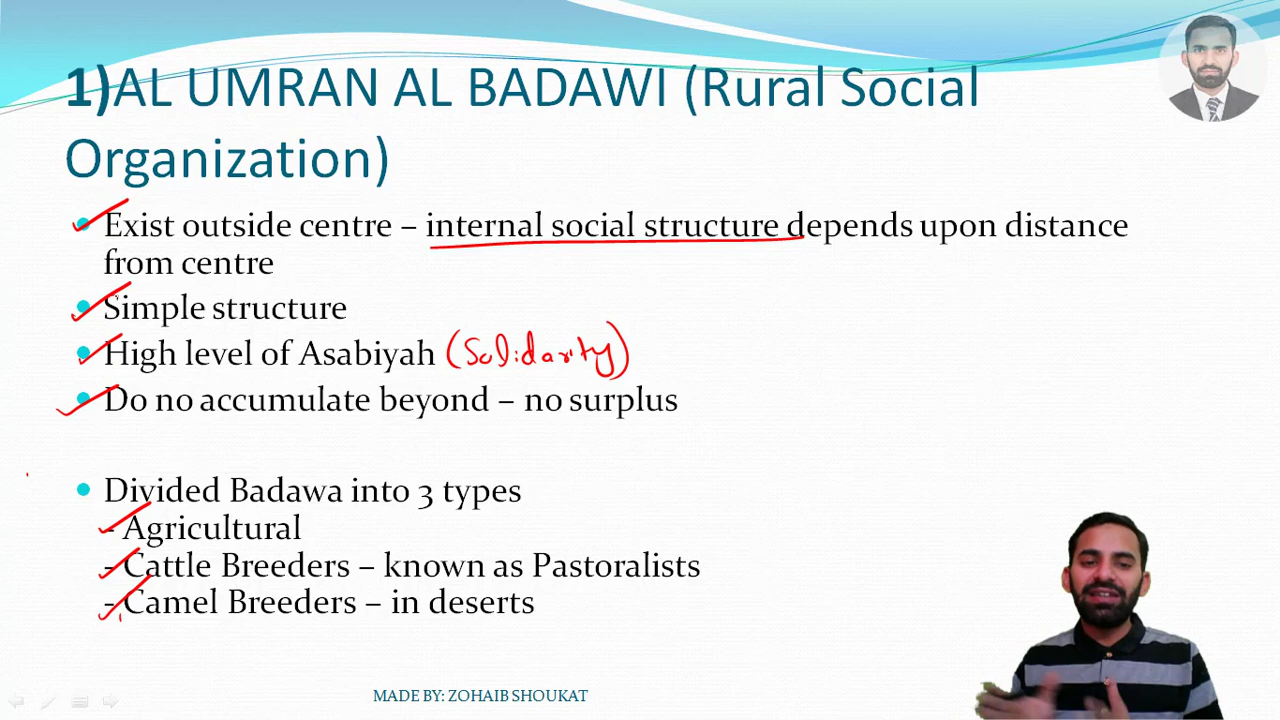 1)AL UMRAN AL BADAWI (Rural Social
Organization)
Exist outside centre – internal social structure depends upon distance
from centre
Simple structure
High level of Asabiyah (Solidarity)
Do no accumulate beyond – no surplus
Divided Badawa into 3 types
- Agricultural
- Cattle Breeders – known as Pastoralists
- Camel Breeders – in deserts
MADE BY: ZOHAIB SHOUKAT